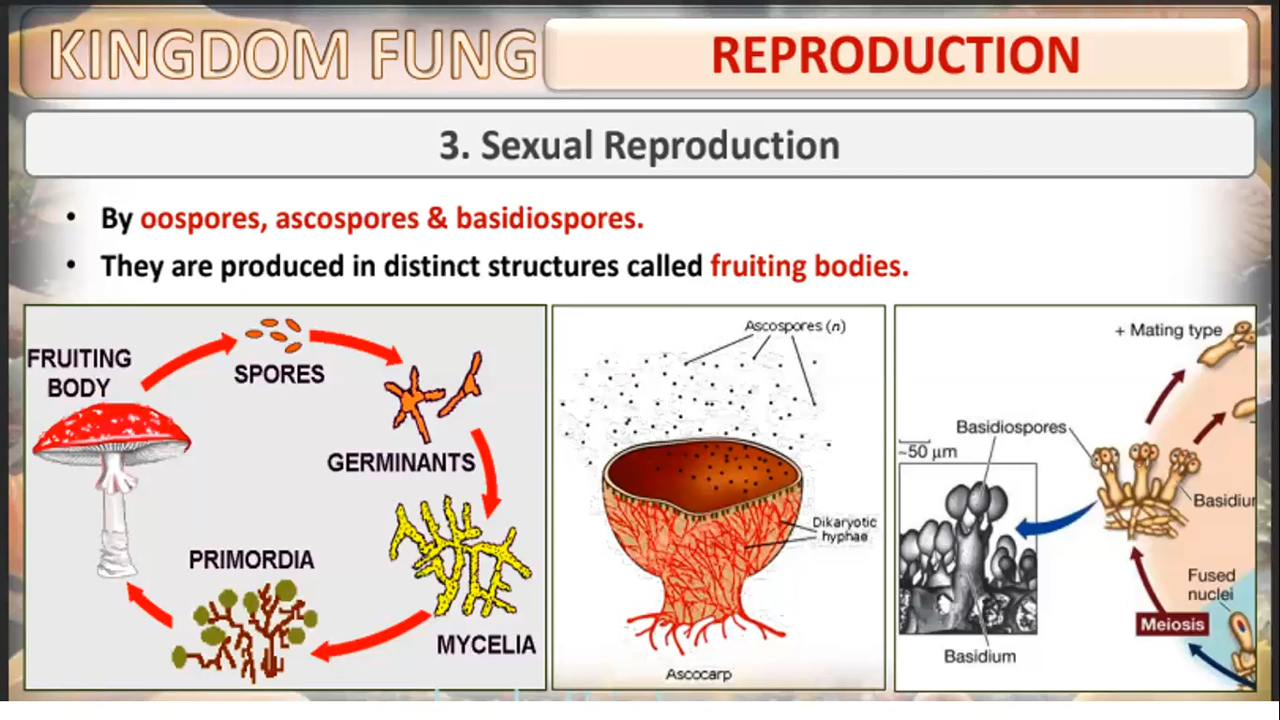 KINGDOM FUNG
REPRODUCTION
3. Sexual Reproduction
• By oospores, ascospores & basidiospores.
• They are produced in distinct structures called fruiting bodies.
FRUITING
BODY
SPORES
GERMINANTS
PRIMORDIA
MYCELIA
Ascospores (n)
Dikaryotic
hyphae
Ascocarp
+ Mating type
Basidiospores
~50 µm
Basidiur
Fused
nuclei
Meiosis
Basidium